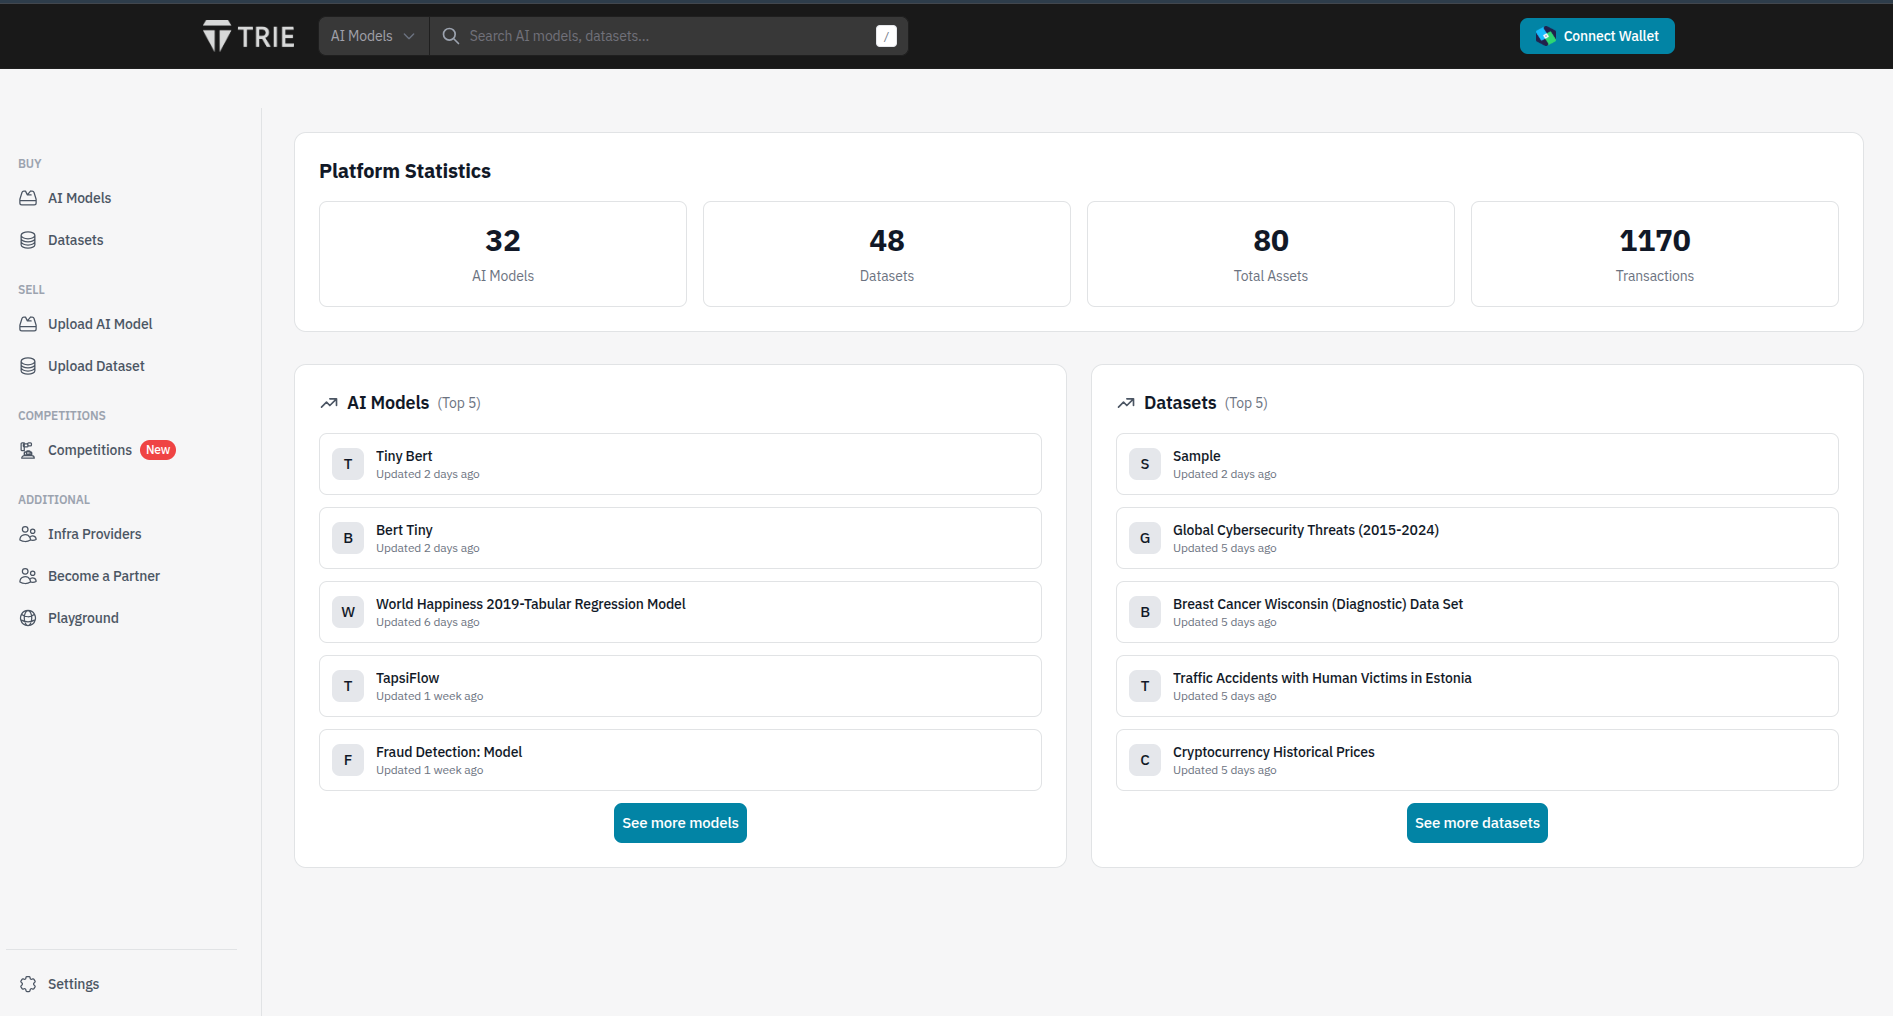 TRIE
AI Models
Search AI models, datasets...
/
Connect Wallet
BUY
AI Models
Datasets
SELL
Upload AI Model
Upload Dataset
COMPETITIONS
Competitions New
ADDITIONAL
Infra Providers
Become a Partner
Playground
Settings
Platform Statistics
32
AI Models
48
Datasets
80
Total Assets
1170
Transactions
AI Models (Top 5)
T
Tiny Bert
Updated 2 days ago
B
Bert Tiny
Updated 2 days ago
W
World Happiness 2019-Tabular Regression Model
Updated 6 days ago
T
TapsiFlow
Updated 1 week ago
F
Fraud Detection: Model
Updated 1 week ago
See more models
Datasets (Top 5)
S
Sample
Updated 2 days ago
G
Global Cybersecurity Threats (2015-2024)
Updated 5 days ago
B
Breast Cancer Wisconsin (Diagnostic) Data Set
Updated 5 days ago
T
Traffic Accidents with Human Victims in Estonia
Updated 5 days ago
C
Cryptocurrency Historical Prices
Updated 5 days ago
See more datasets